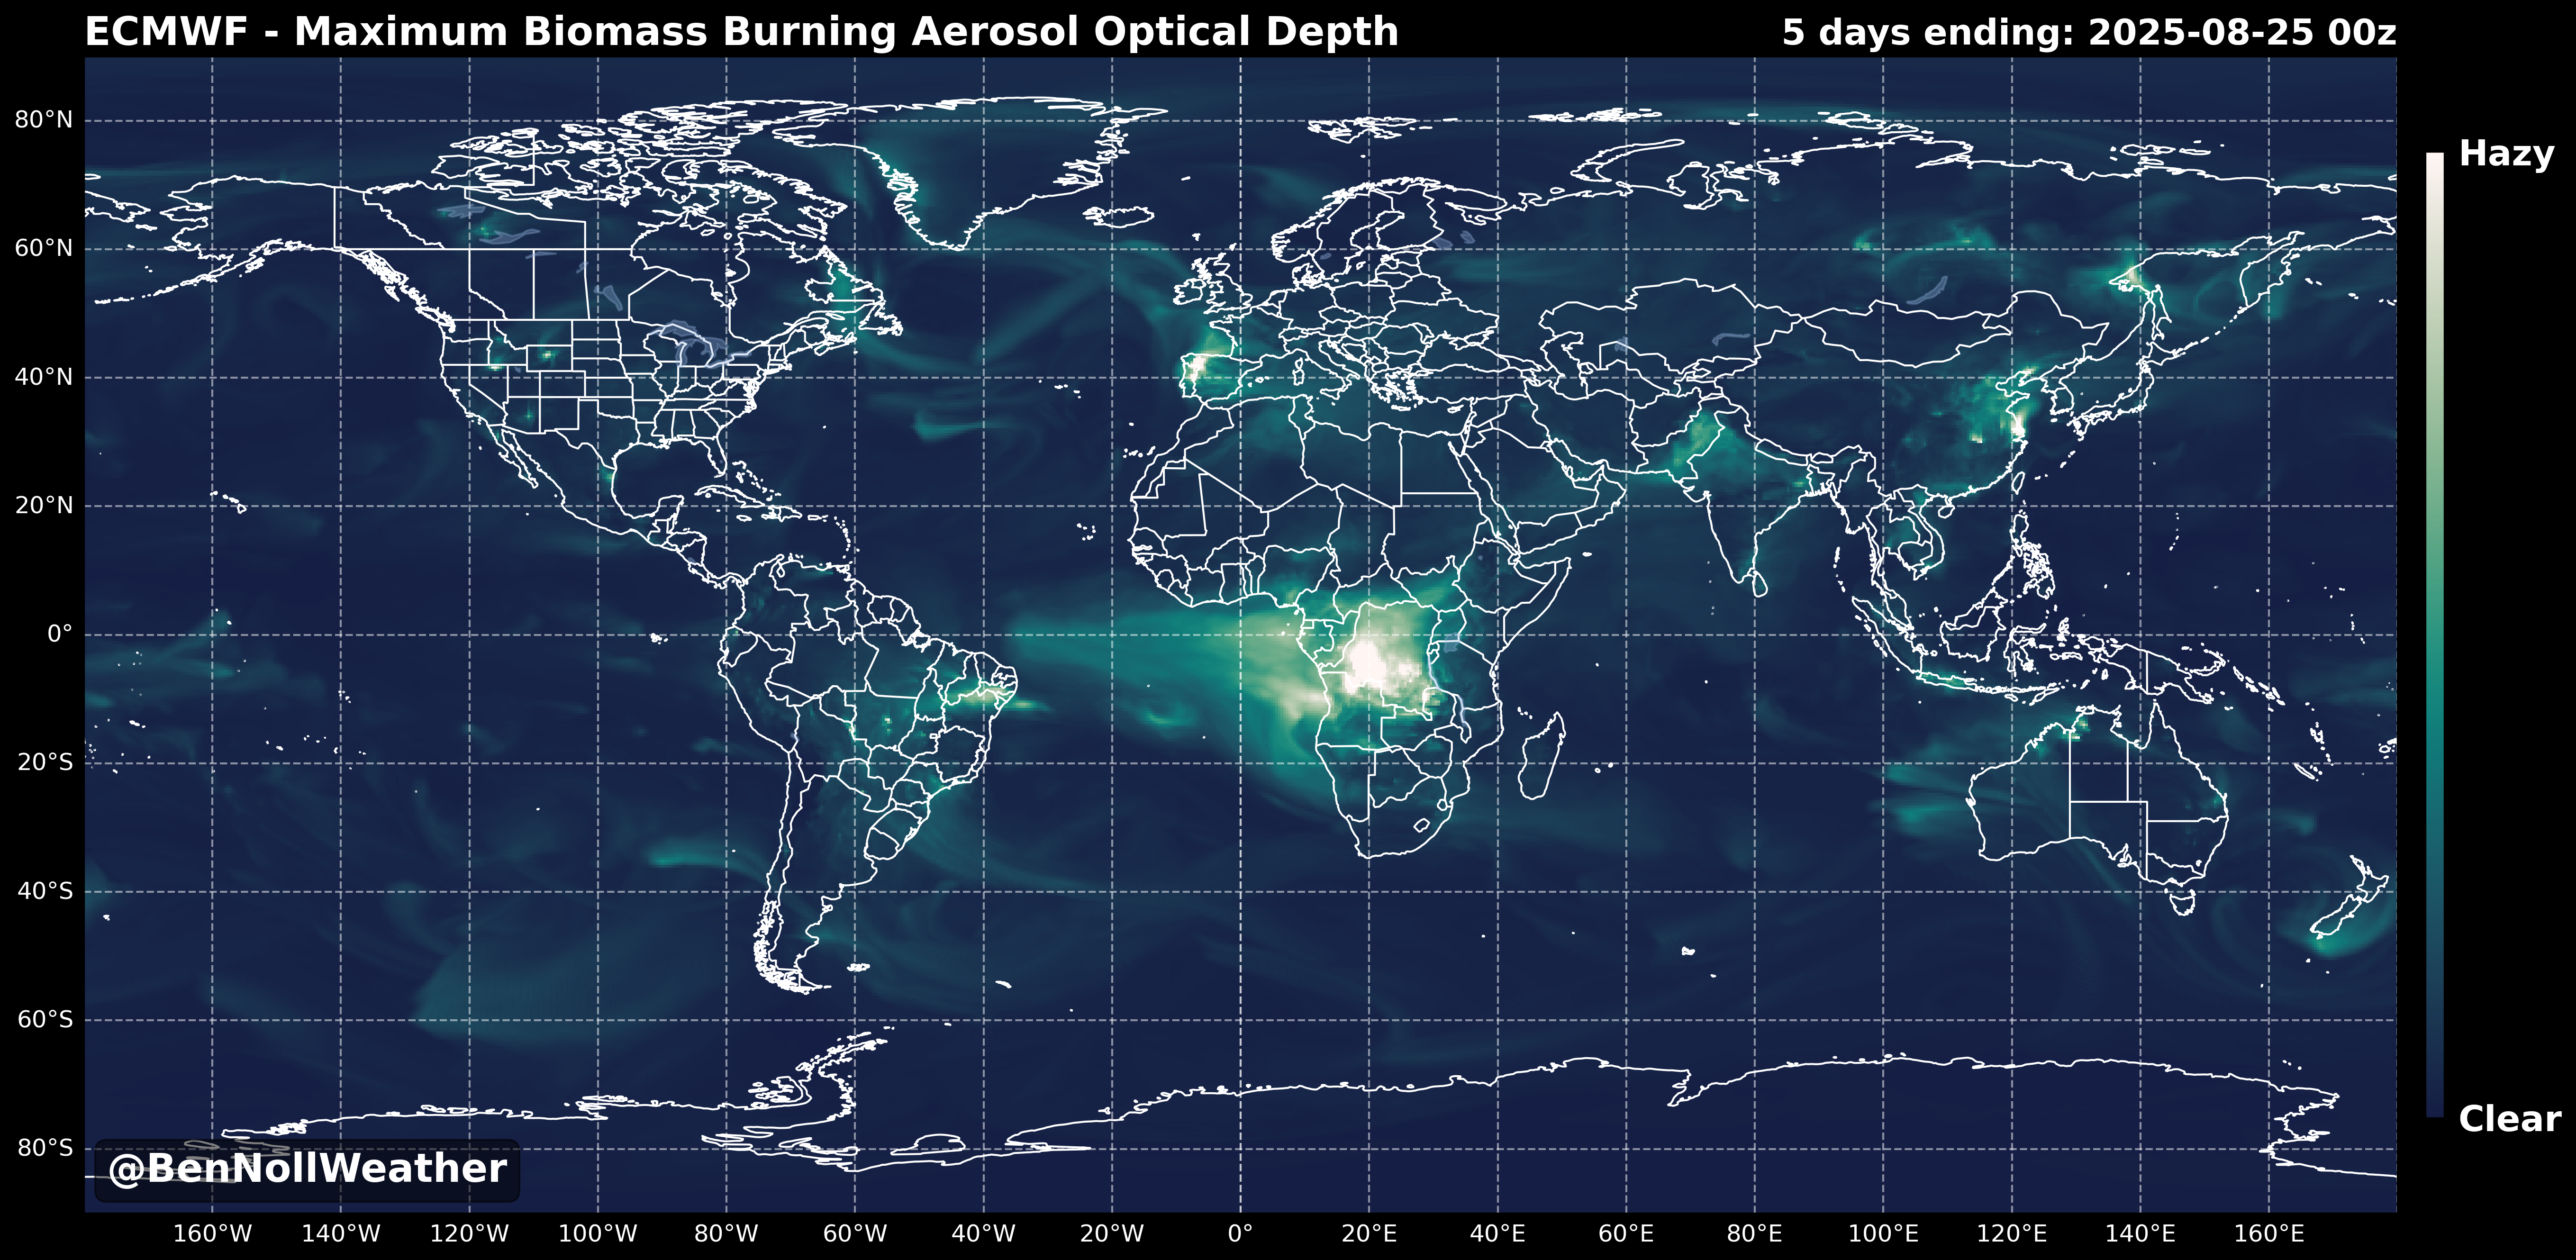 ECMWF - Maximum Biomass Burning Aerosol Optical Depth
5 days ending: 2025-08-25 00z
80°N
60°N
40°N
20°N
0°
20°S
40°S
60°S
80°S
Hazy
Clear
@BenNollWeather
160°W 140°W 120°W 100°W 80°W 60°W 40°W 20°W 0° 20°E 40°E 60°E 80°E 100°E 120°E 140°E 160°E